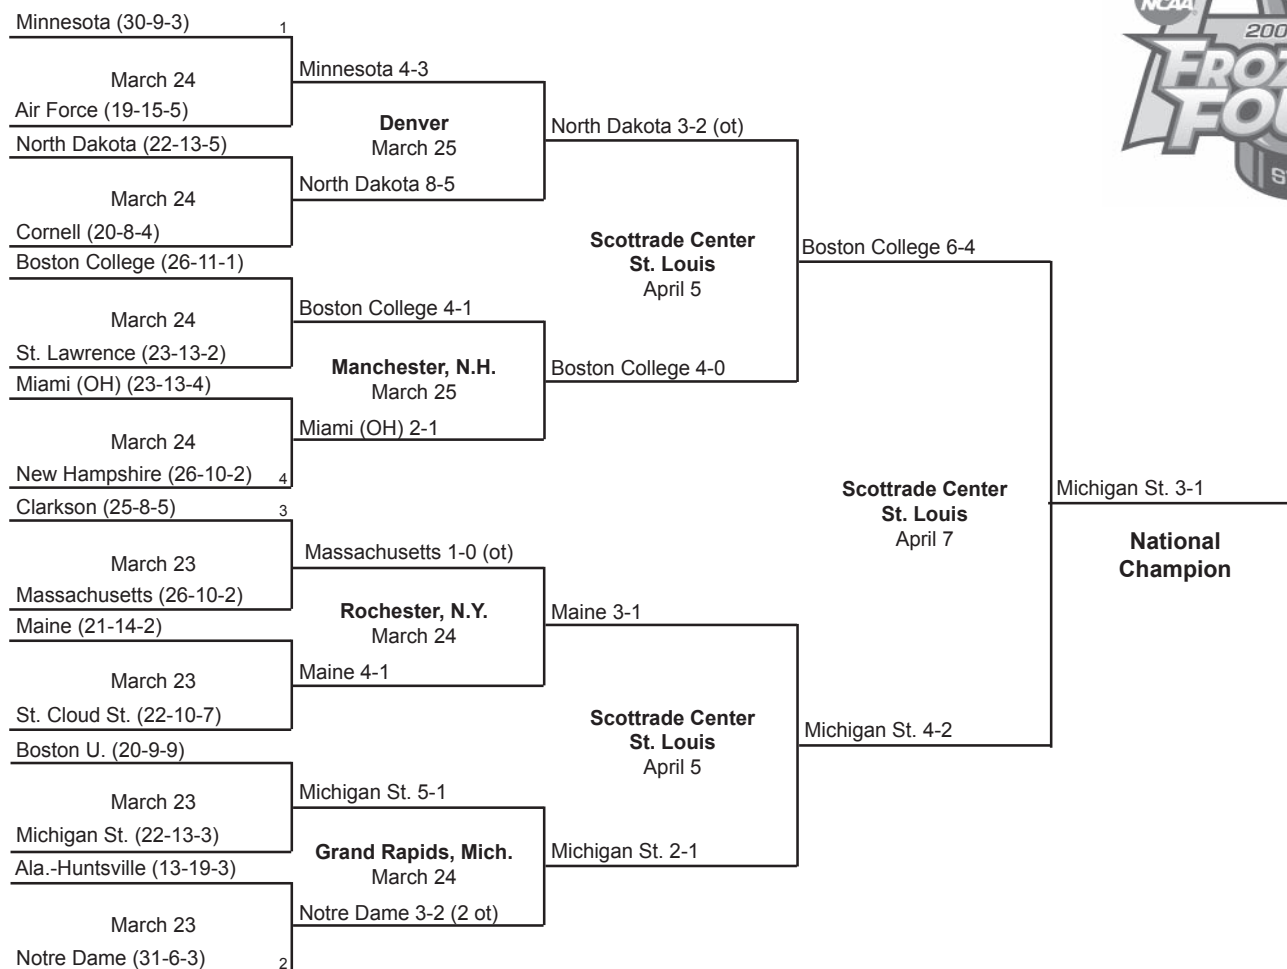 Minnesota (30-9-3) 1
March 24
Air Force (19-15-5)
North Dakota (22-13-5)
March 24
Cornell (20-8-4)
Boston College (26-11-1)
March 24
St. Lawrence (23-13-2)
Miami (OH) (23-13-4)
March 24
New Hampshire (26-10-2) 4
Clarkson (25-8-5) 3
March 23
Massachusetts (26-10-2)
Maine (21-14-2)
March 23
St. Cloud St. (22-10-7)
Boston U. (20-9-9)
March 23
Michigan St. (22-13-3)
Ala.-Huntsville (13-19-3)
March 23
Notre Dame (31-6-3) 2
Minnesota 4-3
Denver
March 25
North Dakota 8-5
Boston College 4-1
Manchester, N.H.
March 25
Miami (OH) 2-1
Massachusetts 1-0 (ot)
Rochester, N.Y.
March 24
Maine 4-1
Michigan St. 5-1
Grand Rapids, Mich.
March 24
Notre Dame 3-2 (2 ot)
North Dakota 3-2 (ot)
Scottrade Center
St. Louis
April 5
Boston College 4-0
Maine 3-1
Scottrade Center
St. Louis
April 5
Michigan St. 2-1
Boston College 6-4
Scottrade Center
St. Louis
April 7
Michigan St. 4-2
Michigan St. 3-1
National
Champion
NCAA
200
FROZ
FOU